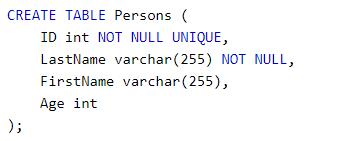 CREATE TABLE Persons (
    ID int NOT NULL UNIQUE,
    LastName varchar(255) NOT NULL,
    FirstName varchar(255),
    Age int
);